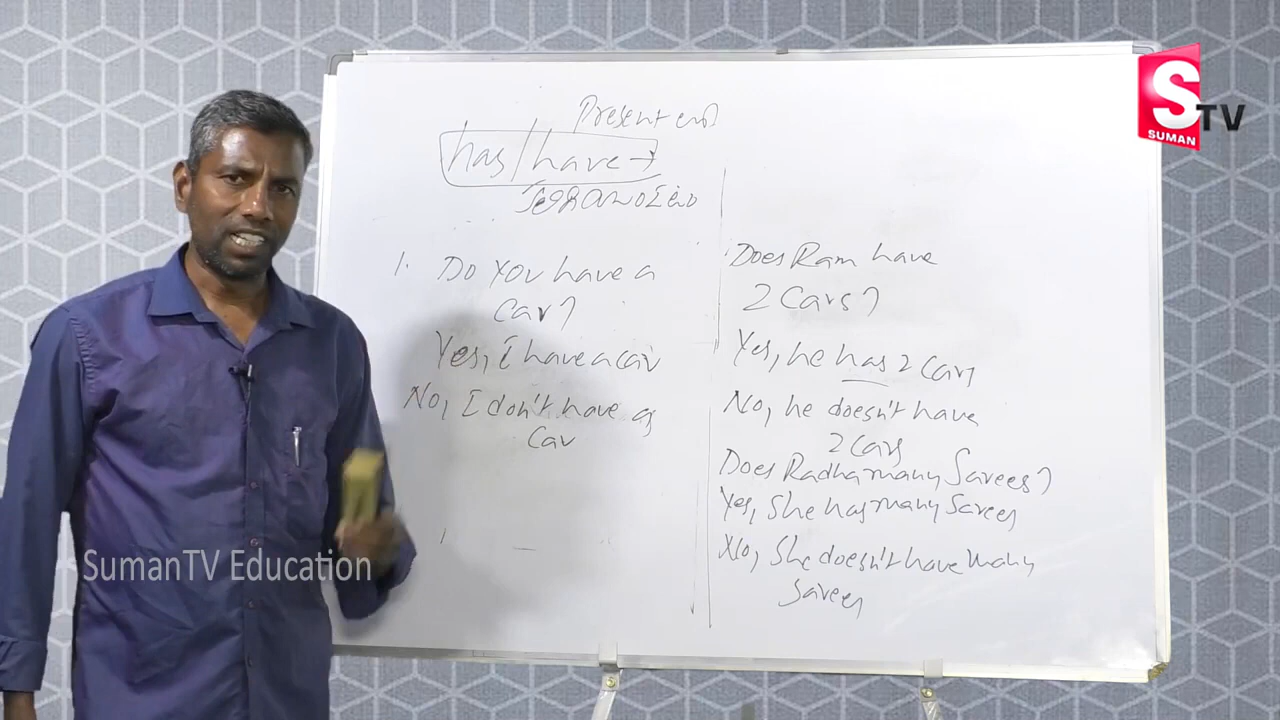 Present
has/have →
1. Do You have a
Car?
Yes, I have a car
No, I don't have a
Car
Does Ram have
2 Cars?
Yes, he has 2 Cars
No, he doesn't have
2 Cars
Does Radha many Sarees?
Yes, She has many Sarees
No, She doesn't have many
Sarees
S TV
SUMAN
SumanTV Education